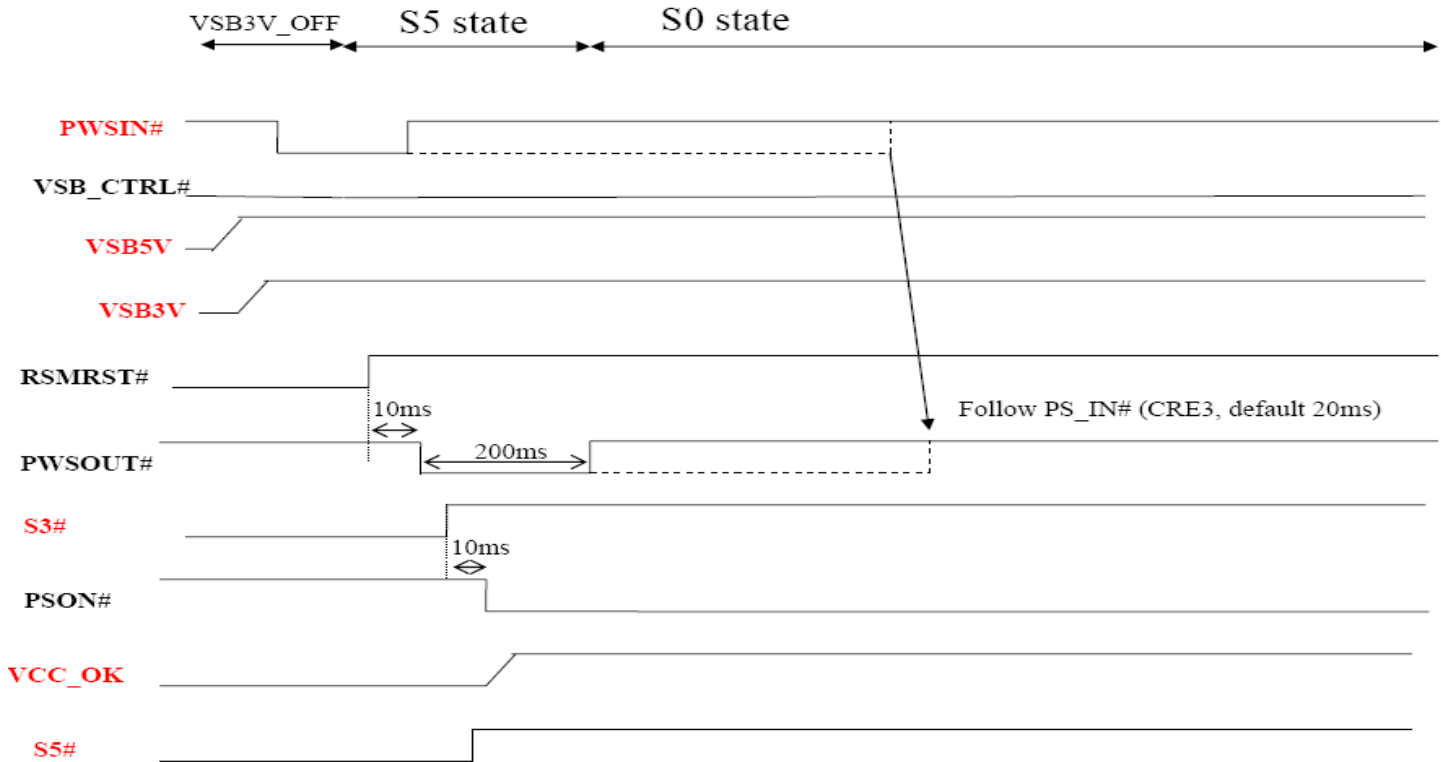 VSB3V_OFF
S5 state
S0 state
PWSIN#
VSB_CTRL#
VSB5V
VSB3V
RSMRST#
10ms
Follow PS_IN# (CRE3, default 20ms)
PWSOUT#
200ms
S3#
10ms
PSON#
VCC_OK
S5#